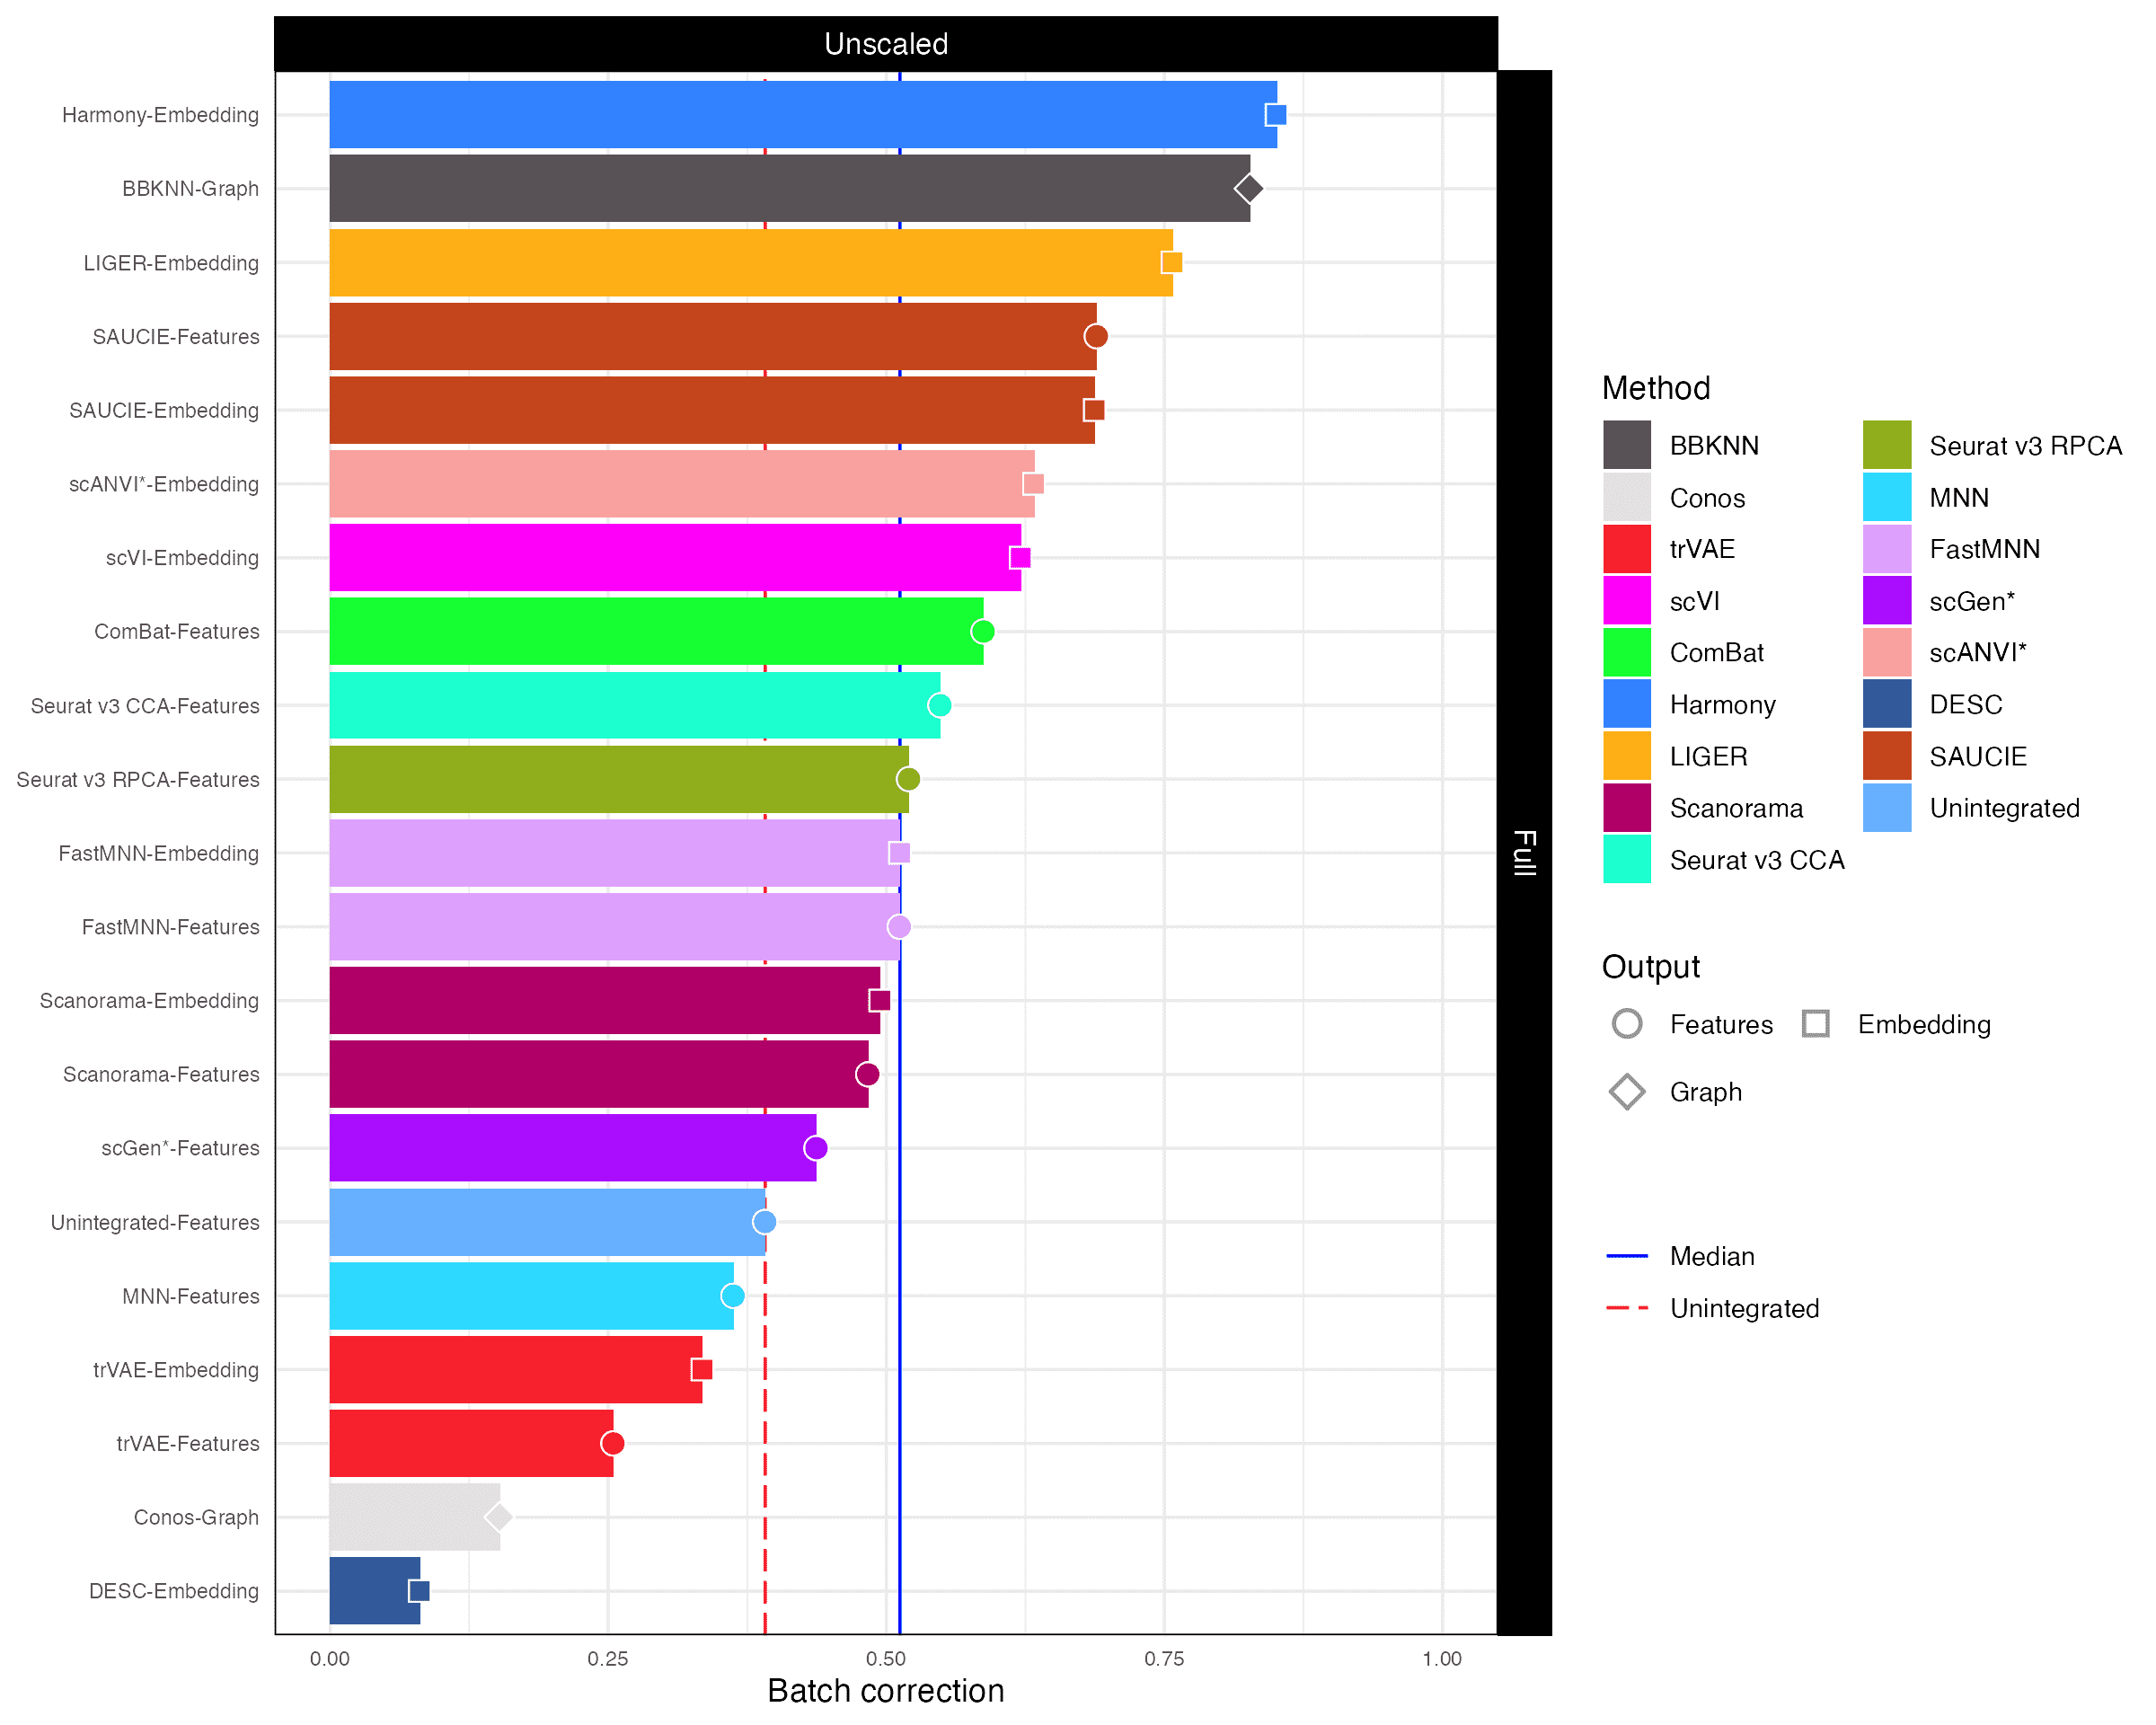 Unscaled
Harmony-Embedding
BBKNN-Graph
LIGER-Embedding
SAUCIE-Features
SAUCIE-Embedding
scANVI*-Embedding
scVI-Embedding
ComBat-Features
Seurat v3 CCA-Features
Seurat v3 RPCA-Features
FastMNN-Embedding
FastMNN-Features
Scanorama-Embedding
Scanorama-Features
scGen*-Features
Unintegrated-Features
MNN-Features
trVAE-Embedding
trVAE-Features
Conos-Graph
DESC-Embedding
0.00 0.25 0.50 0.75 1.00
Batch correction
Full
Method
BBKNN
Conos
trVAE
scVI
ComBat
Harmony
LIGER
Scanorama
Seurat v3 CCA
Seurat v3 RPCA
MNN
FastMNN
scGen*
scANVI*
DESC
SAUCIE
Unintegrated
Output
Features Embedding
Graph
Median
Unintegrated